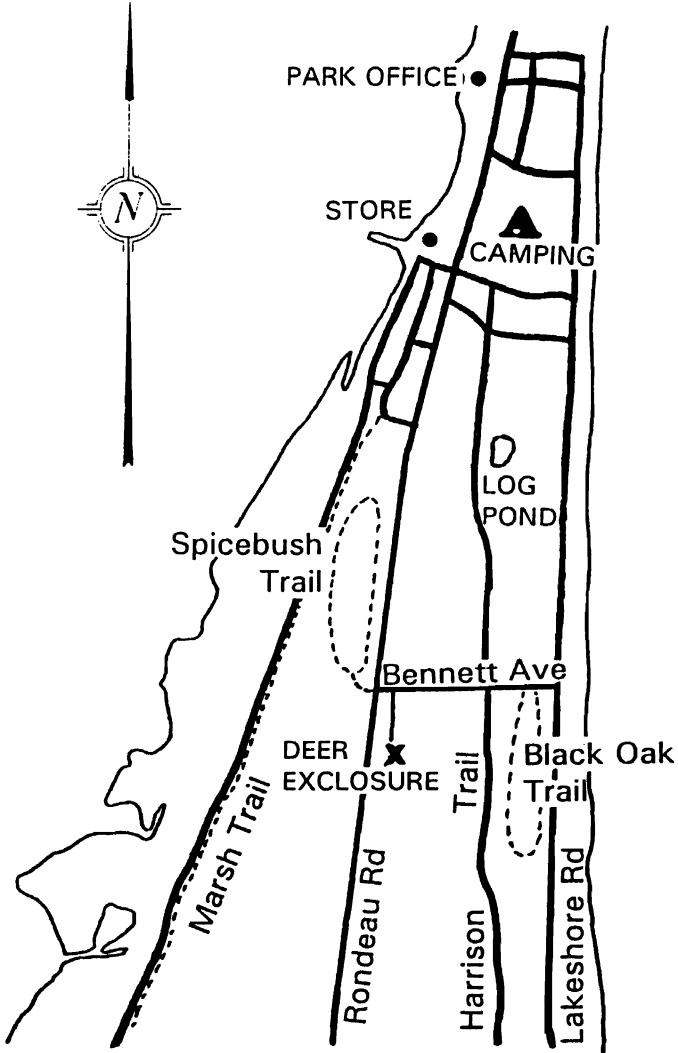 PARK OFFICE
N
STORE
CAMPING
LOG
POND
Spicebush
Trail
Bennett Ave
DEER
EXCLOSURE
Black Oak
Trail
Marsh Trail
Rondeau Rd
Harrison Trail
Lakeshore Rd